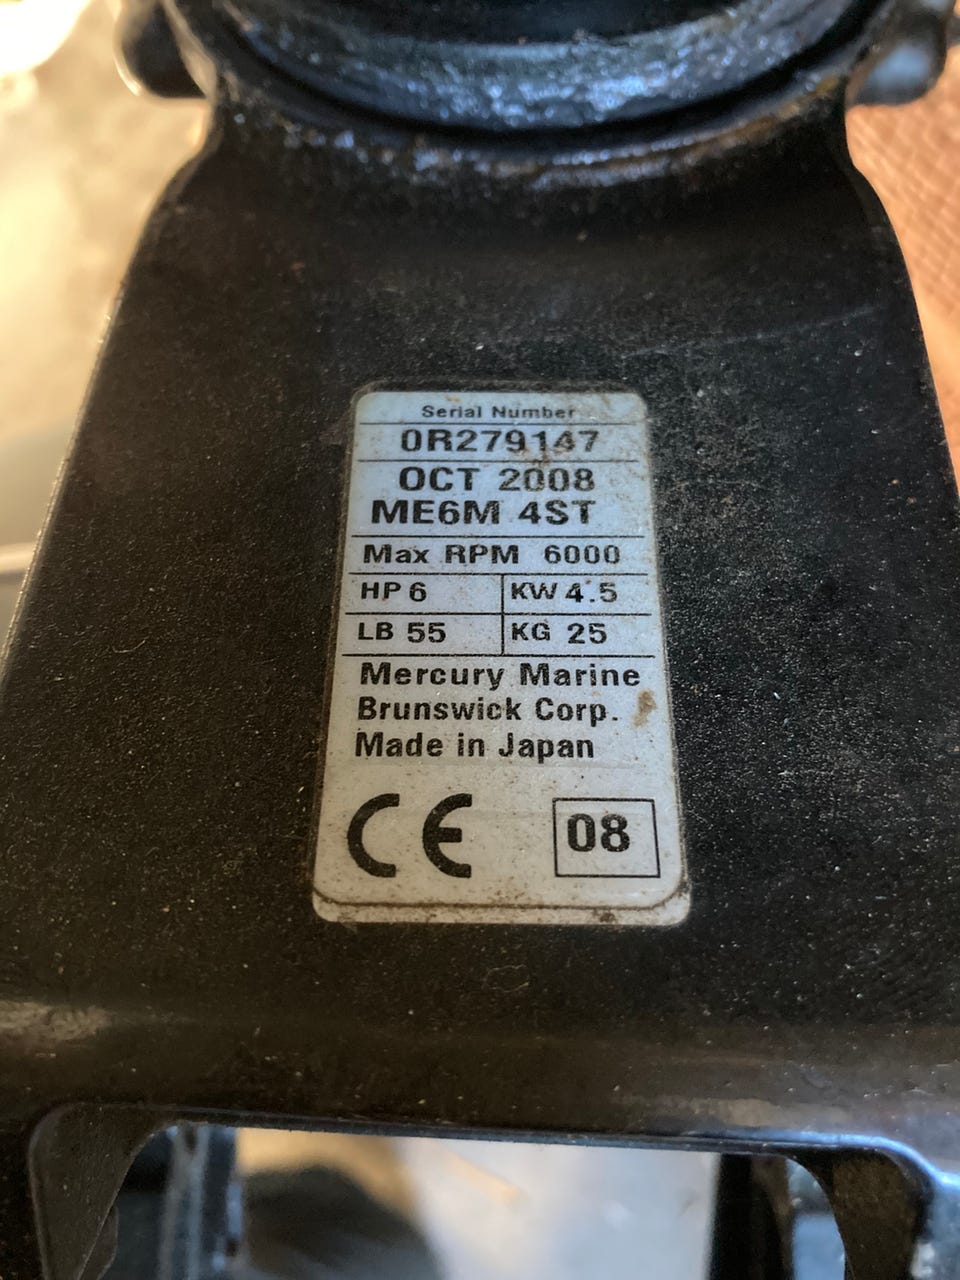 Serial Number
0R279147
OCT 2008
ME6M 4ST
Max RPM 6000
HP 6 KW 4.5
LB 55 KG 25
Mercury Marine
Brunswick Corp.
Made in Japan
CE 08